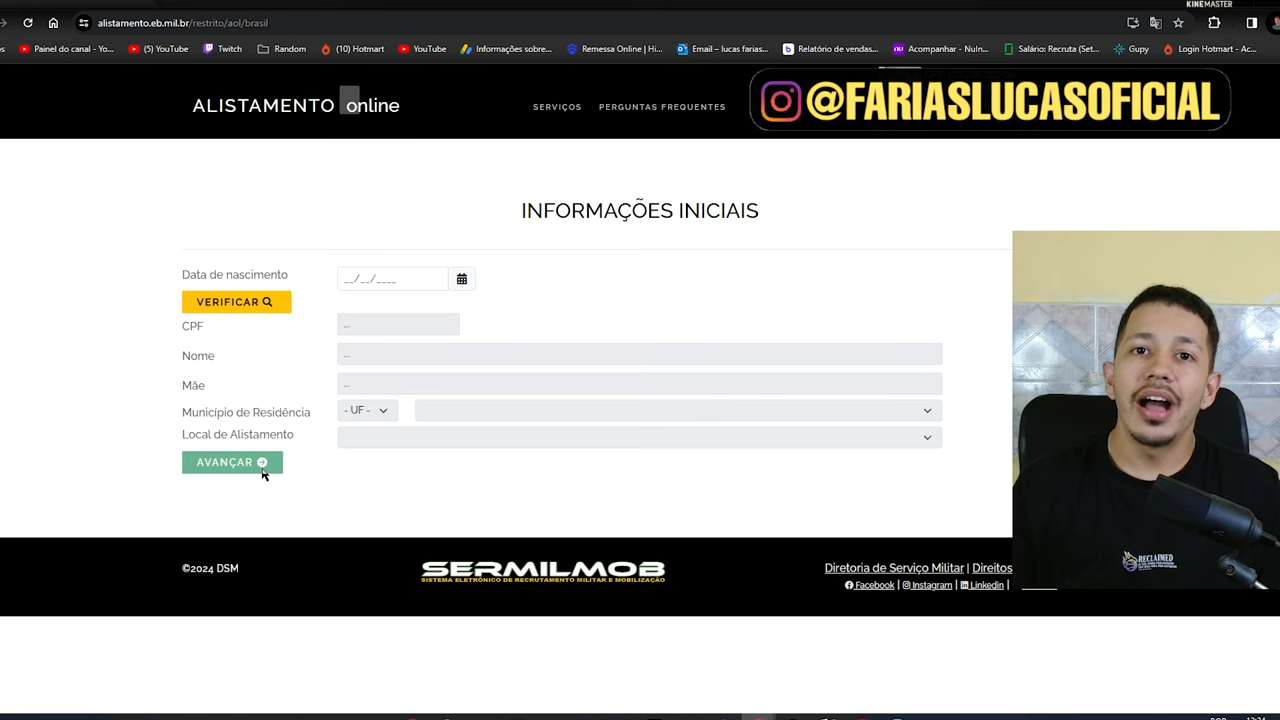 KINEMASTER
alistamento.eb.mil.br/restrito/aol/brasil
Painel do canal - Yo...
(5) YouTube
Twitch
Random
(10) Hotmart
YouTube
Informações sobre...
Remessa Online | Hi...
Email – lucas farias...
Relatório de vendas...
Acompanhar - Nuln...
Salário: Recruta (Set...
Gupy
Login Hotmart - Ac...
ALISTAMENTO online
SERVIÇOS
PERGUNTAS FREQUENTES
@FARIASLUCASOFICIAL
INFORMAÇÕES INICIAIS
Data de nascimento
__/__/____
VERIFICAR
CPF
...
Nome
...
Mãe
...
Município de Residência
- UF -
Local de Alistamento
AVANÇAR
©2024 DSM
SERMILMOB
SISTEMA ELETRÔNICO DE RECRUTAMENTO MILITAR E MOBILIZAÇÃO
Diretoria de Serviço Militar | Direitos
Facebook | Instagram | Linkedin |
RECLAIMED